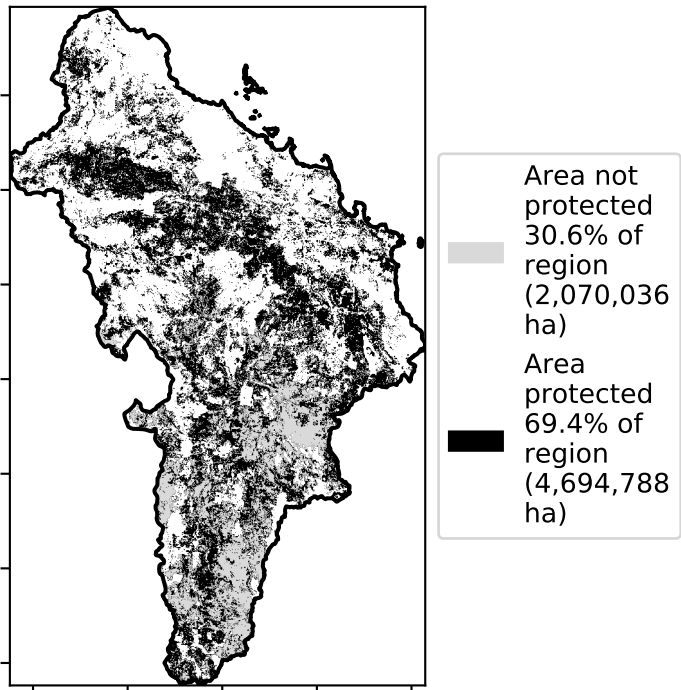 Area not
protected
30.6% of
region
(2,070,036
ha)
Area
protected
69.4% of
region
(4,694,788
ha)